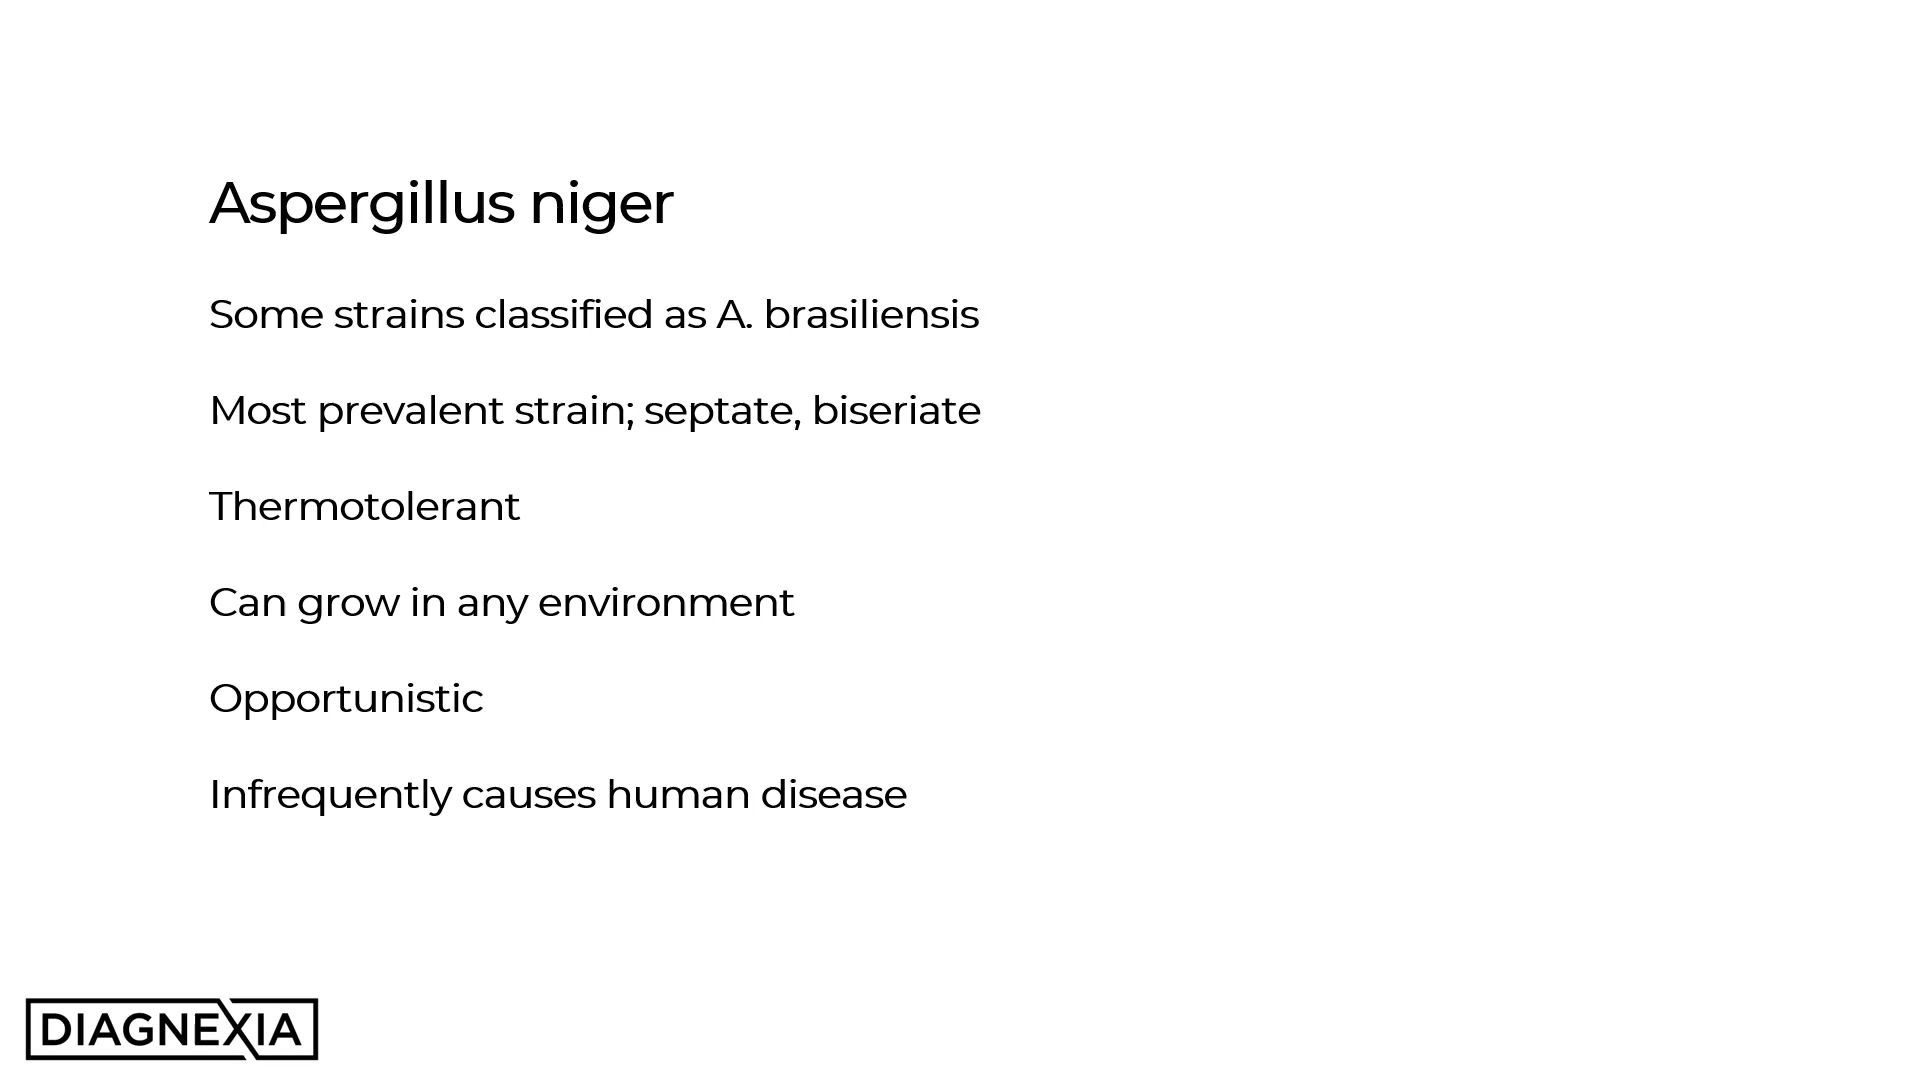 Aspergillus niger
Some strains classified as A. brasiliensis
Most prevalent strain; septate, biseriate
Thermotolerant
Can grow in any environment
Opportunistic
Infrequently causes human disease
DIAGNEXIA